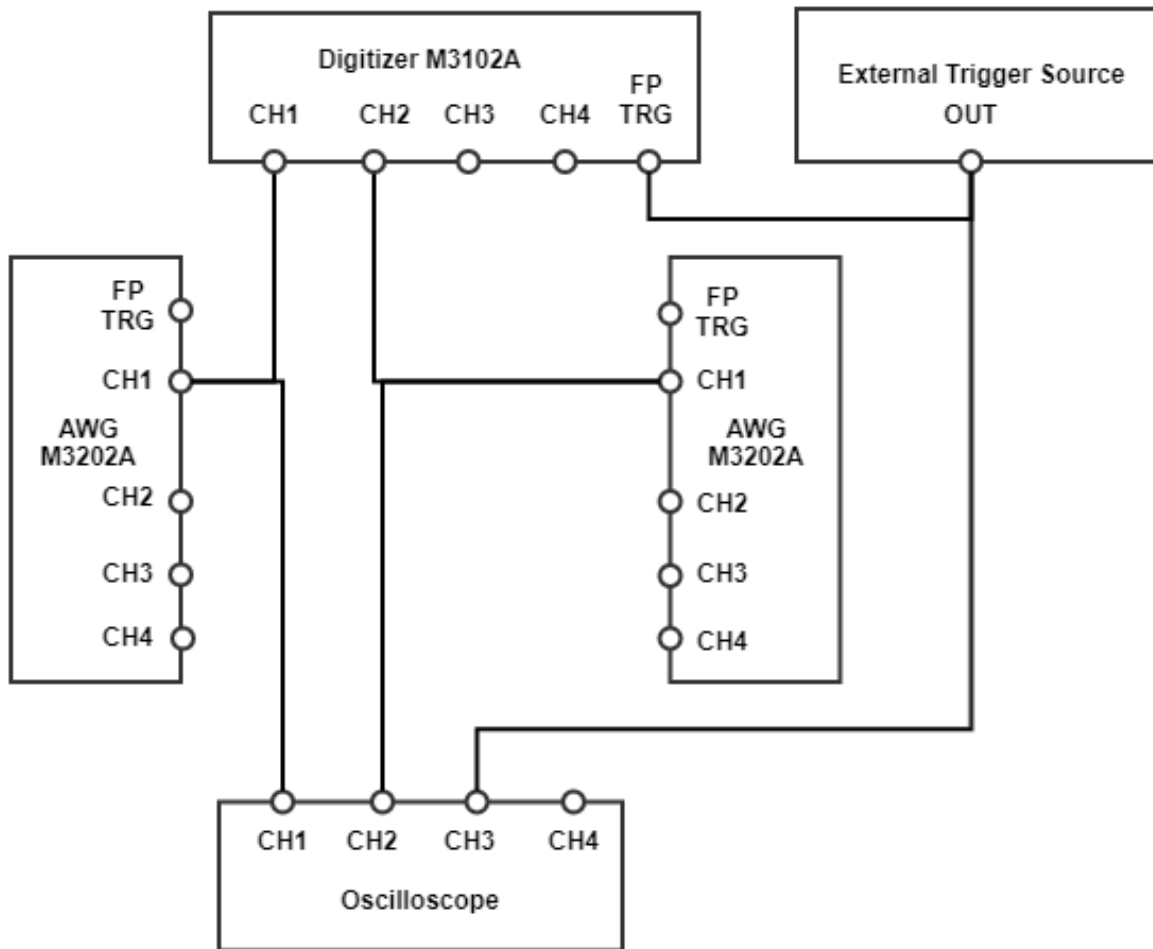 Digitizer M3102A
CH1
CH2
CH3
CH4
FP
TRG
External Trigger Source
OUT
FP
TRG
CH1
AWG
M3202A
CH2
CH3
CH4
FP
TRG
CH1
AWG
M3202A
CH2
CH3
CH4
CH1
CH2
CH3
CH4
Oscilloscope